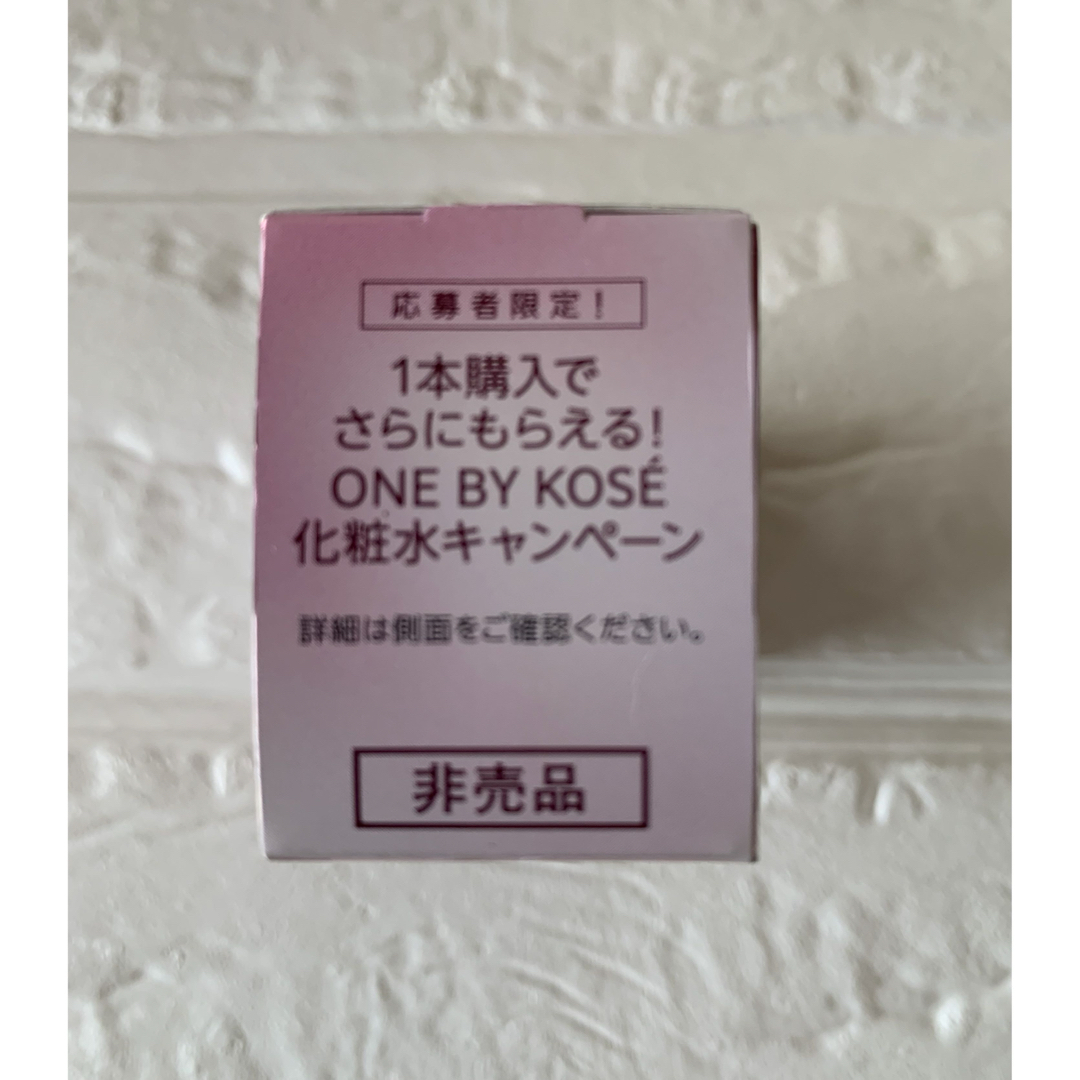 応募者限定!
1本購入で
さらにもらえる!
ONE BY KOSÉ
化粧水キャンペーン
詳細は側面をご確認ください。
非売品